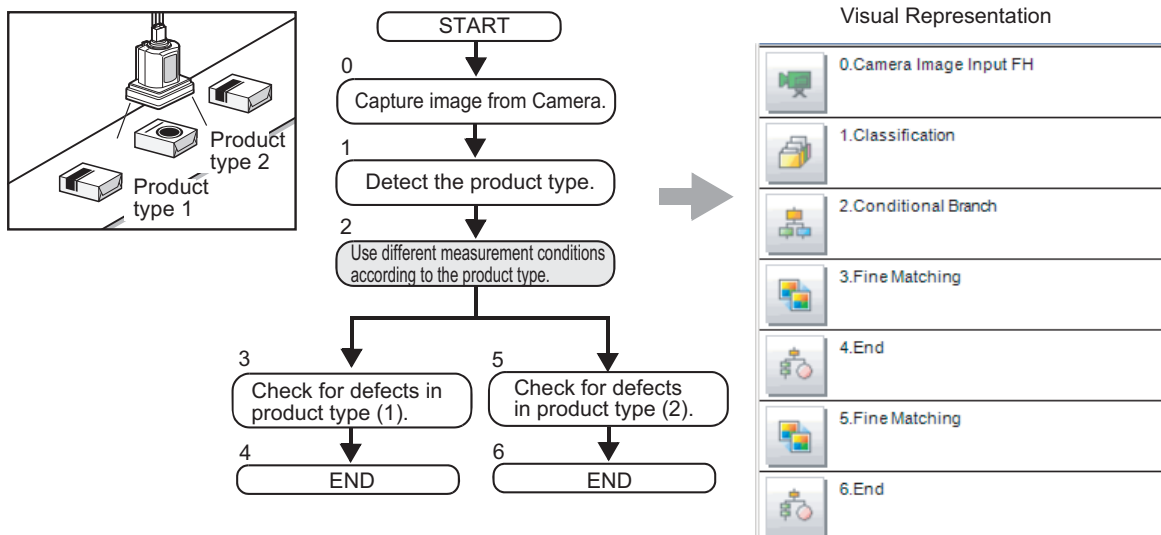 Product
type 2
Product
type 1
START
0
Capture image from Camera.
1
Detect the product type.
2
Use different measurement conditions
according to the product type.
3
Check for defects in
product type (1).
4
END
5
Check for defects
in product type (2).
6
END
Visual Representation
0.Camera Image Input FH
1.Classification
2.Conditional Branch
3.Fine Matching
4.End
5.Fine Matching
6.End